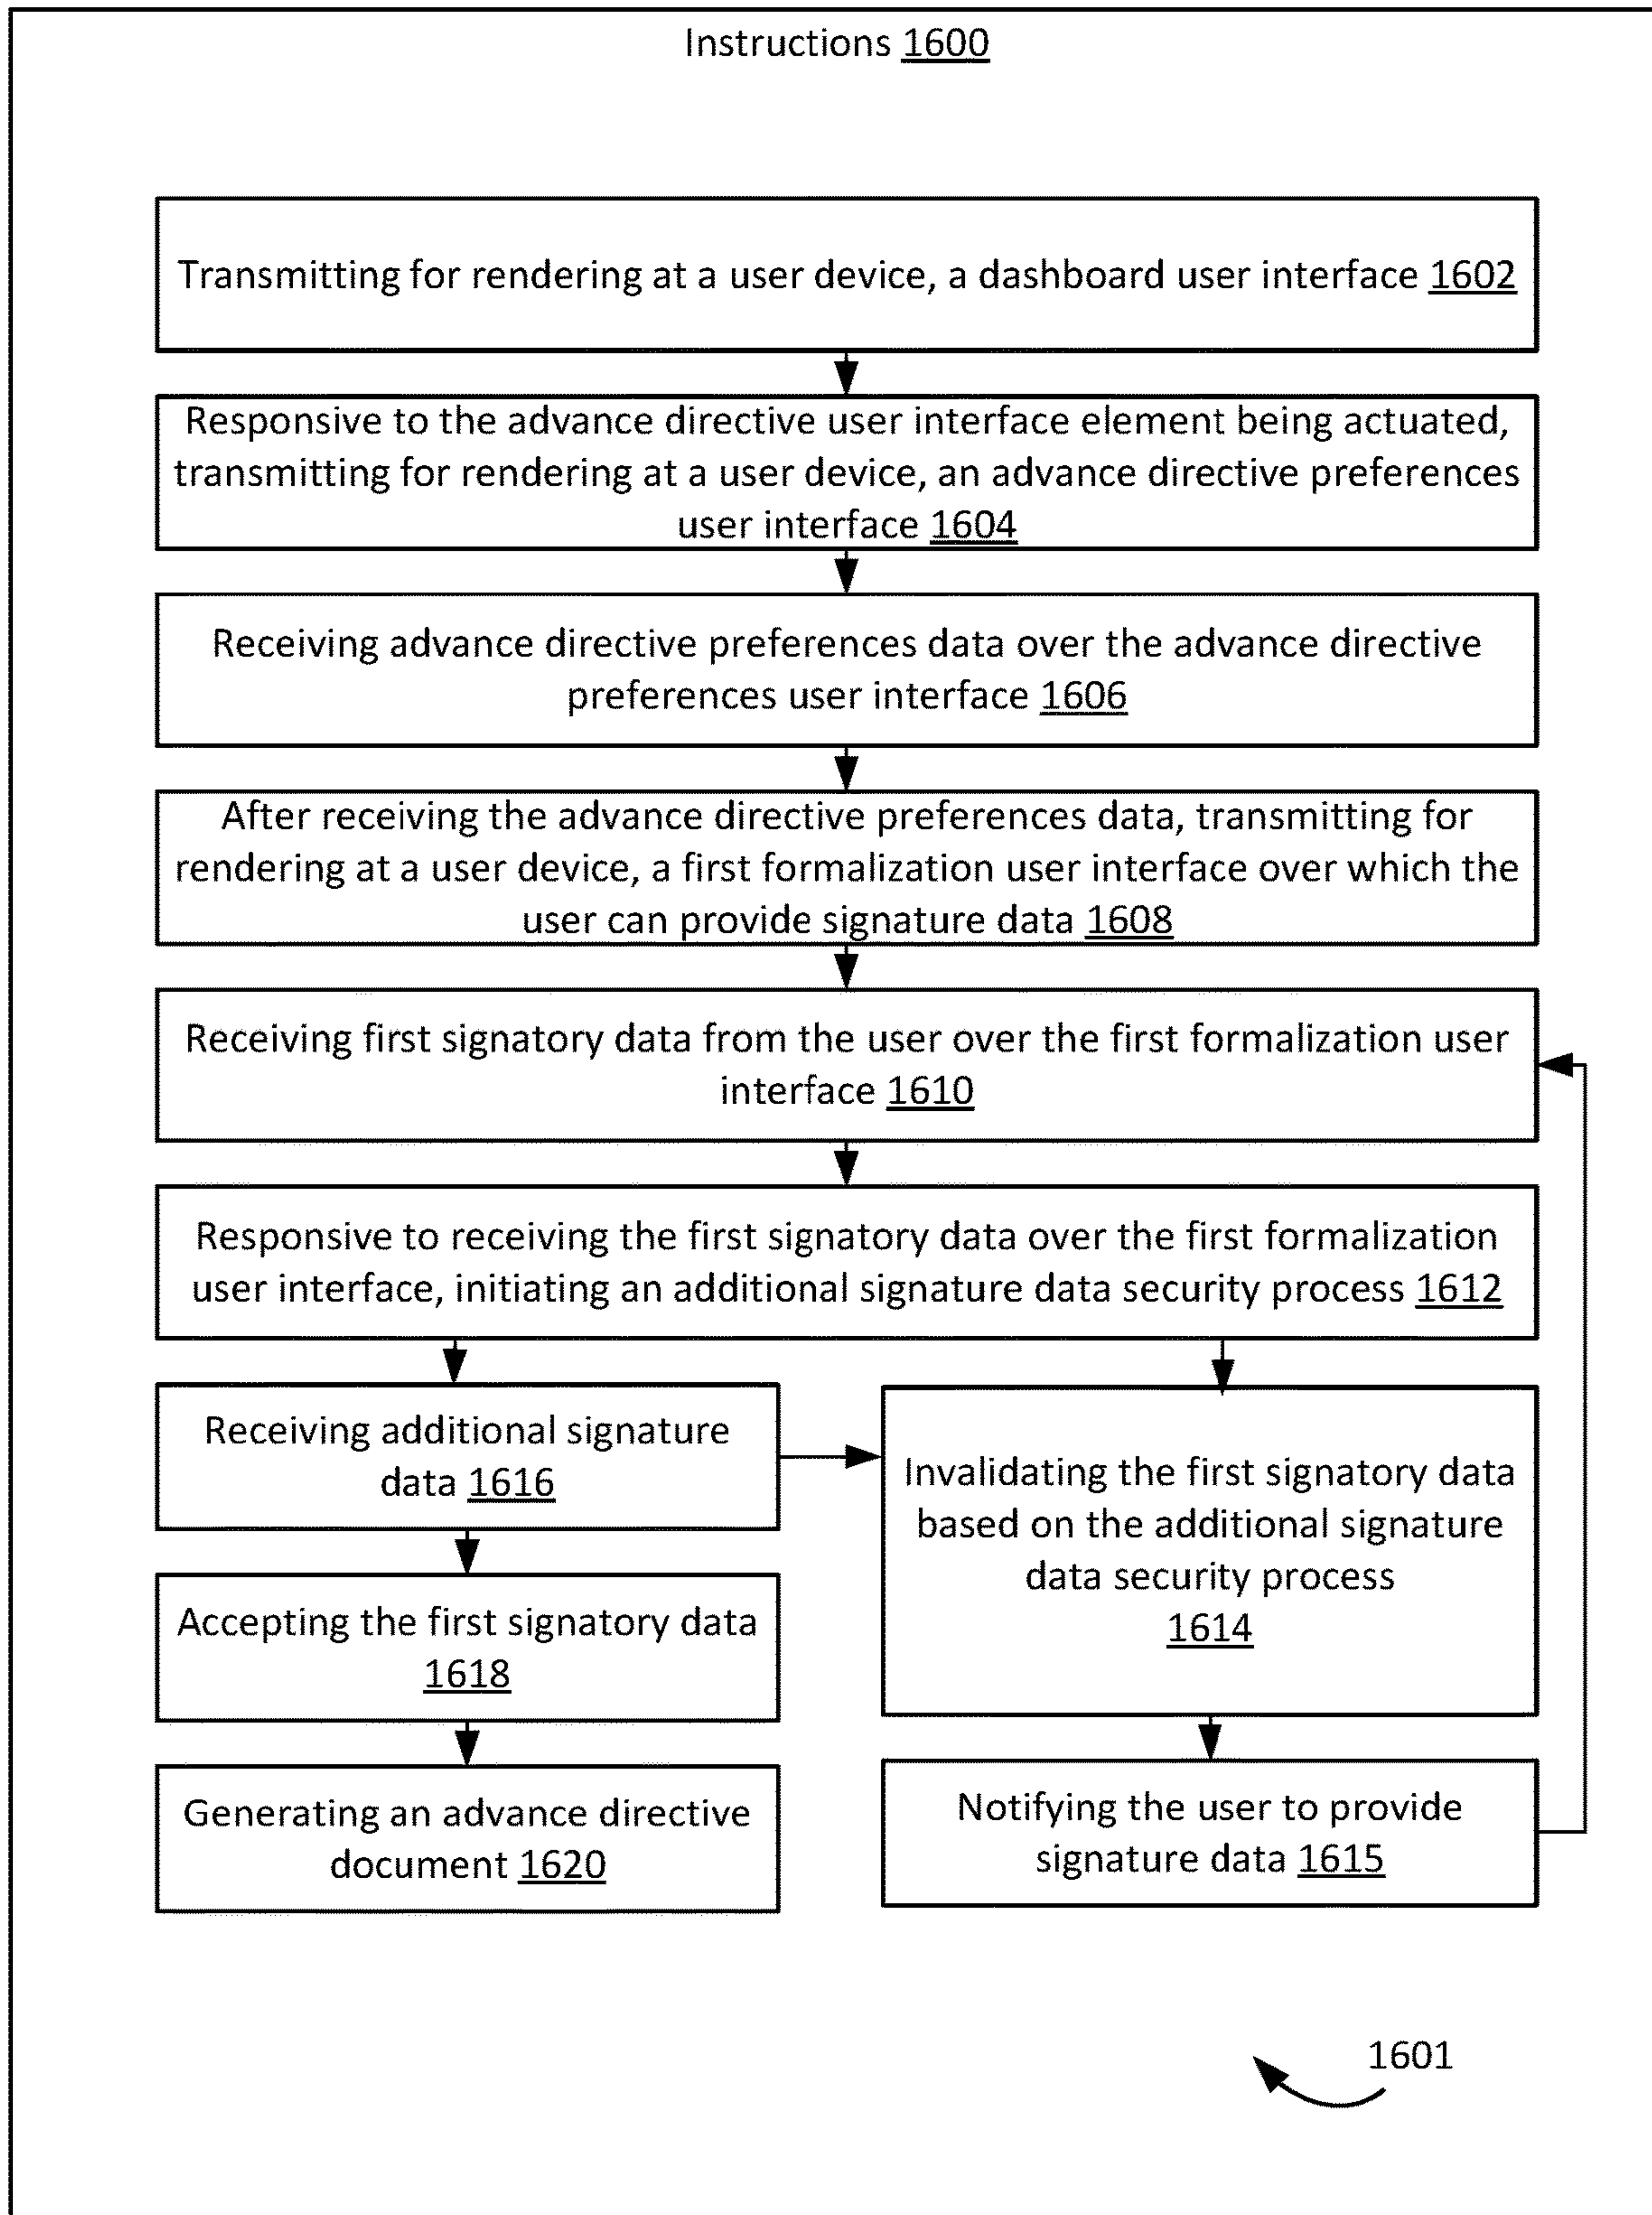 Instructions 1600
Transmitting for rendering at a user device, a dashboard user interface 1602
Responsive to the advance directive user interface element being actuated,
transmitting for rendering at a user device, an advance directive preferences
user interface 1604
Receiving advance directive preferences data over the advance directive
preferences user interface 1606
After receiving the advance directive preferences data, transmitting for
rendering at a user device, a first formalization user interface over which the
user can provide signature data 1608
Receiving first signatory data from the user over the first formalization user
interface 1610
Responsive to receiving the first signatory data over the first formalization
user interface, initiating an additional signature data security process 1612
Receiving additional signature
data 1616
Accepting the first signatory data
1618
Generating an advance directive
document 1620
Invalidating the first signatory data
based on the additional signature
data security process
1614
Notifying the user to provide
signature data 1615
1601